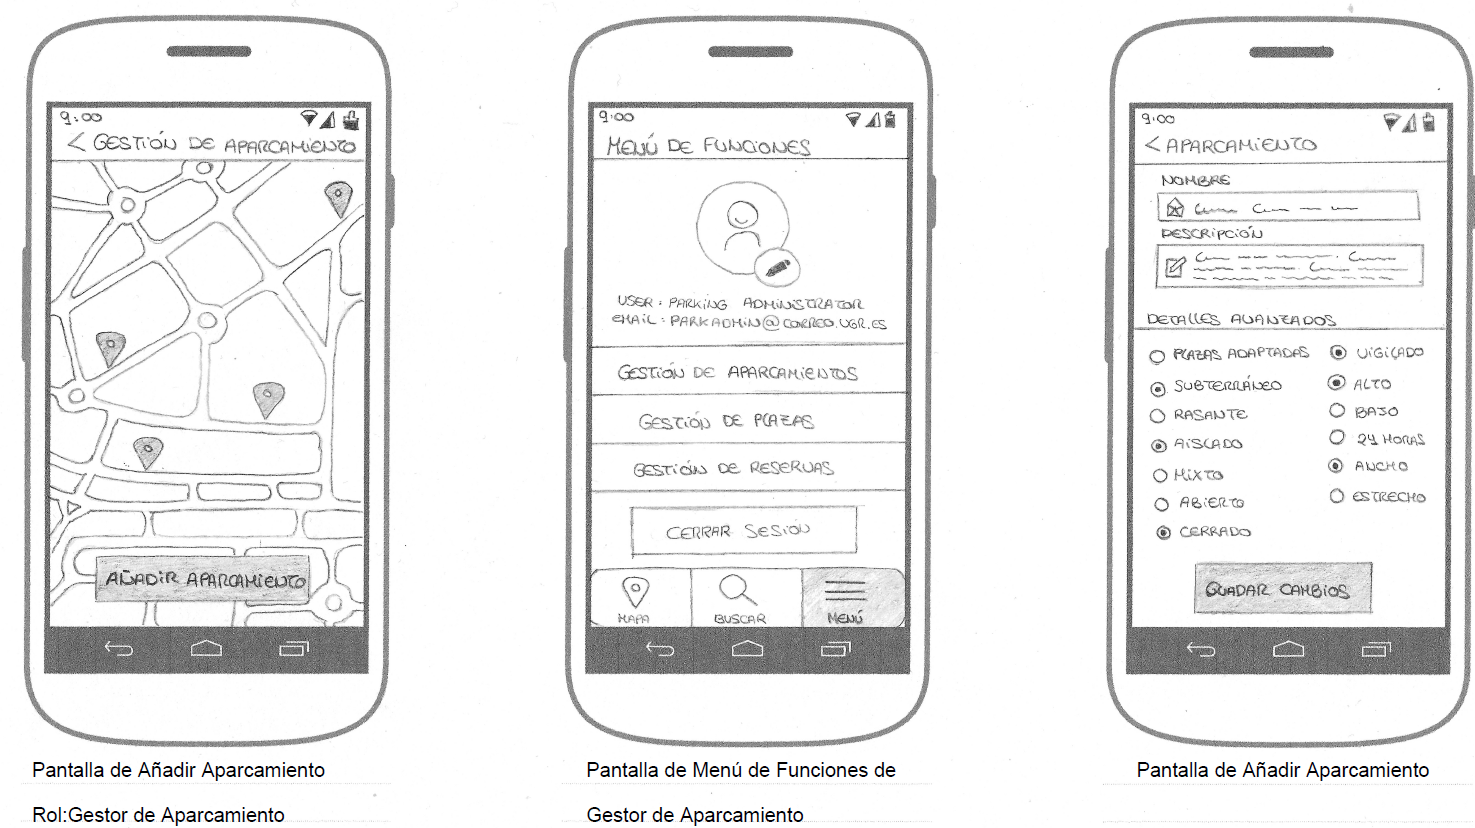 9:00
< GESTIÓN DE APARCAMIENTO
AÑADIR APARCAMIENTO
Pantalla de Añadir Aparcamiento
Rol:Gestor de Aparcamiento
9:00
MENÚ DE FUNCIONES
USER: PARKING ADMINISTRATOR
EMAIL: PARKADMIN@CORREO.UGR.ES
GESTIÓN DE APARCAMIENTOS
GESTIÓN DE PLAZAS
GESTIÓN DE RESERVAS
CERRAR SESIÓN
MAPA BUSCAR MENÚ
Pantalla de Menú de Funciones de
Gestor de Aparcamiento
9:00
< APARCAMIENTO
NOMBRE
DESCRIPCIÓN
DETALLES AVANZADOS
PLAZAS ADAPTADAS VIGILADO
SUBTERRÁNEO ALTO
RASANTE BAJO
AISLADO 24 HORAS
MIXTO ANCHO
ABIERTO ESTRECHO
CERRADO
GUADAR CAMBIOS
Pantalla de Añadir Aparcamiento